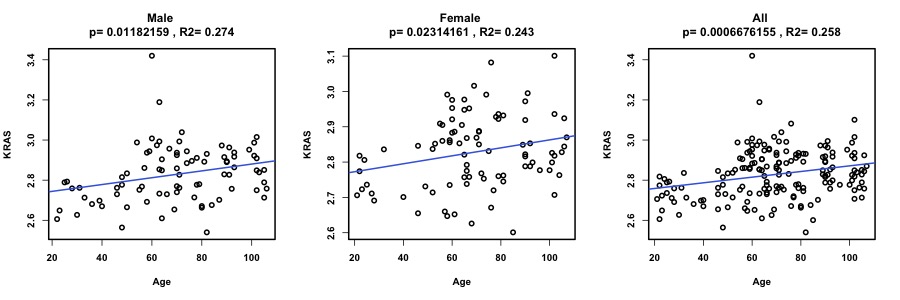 Male
p= 0.01182159 , R2= 0.274
KRAS
3.4
3.2
3.0
2.8
2.6
20 40 60 80 100
Age
Female
p= 0.02314161 , R2= 0.243
KRAS
3.1
3.0
2.9
2.8
2.7
2.6
20 40 60 80 100
Age
All
p= 0.0006676155 , R2= 0.258
KRAS
3.4
3.2
3.0
2.8
2.6
20 40 60 80 100
Age